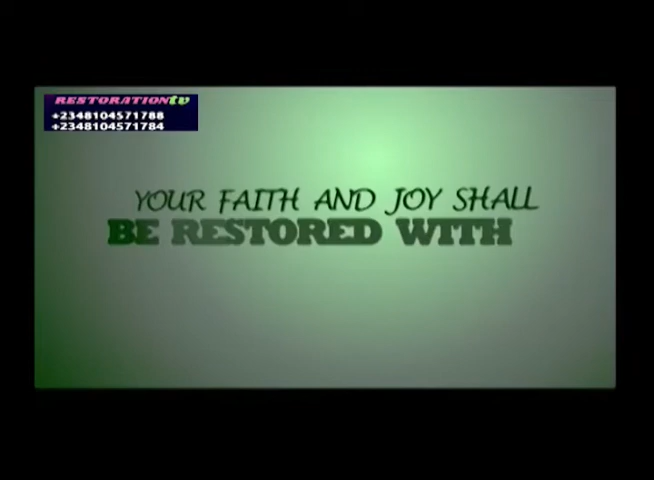 RESTORATIONtv
+2348104571788
+2348104571784
YOUR FAITH AND JOY SHALL
BE RESTORED WITH